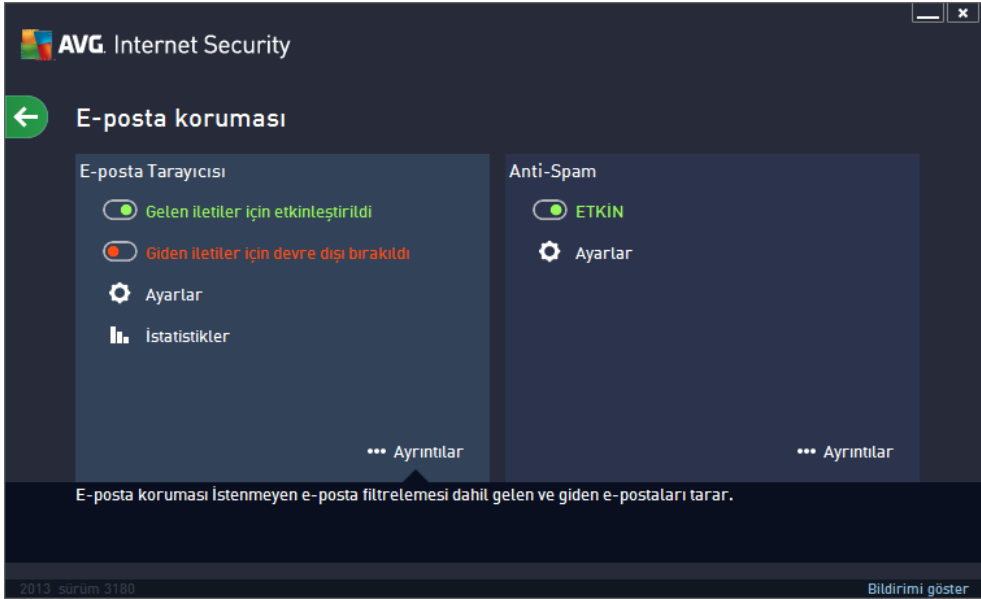 AVG. Internet Security
E-posta koruması
E-posta Tarayıcısı
Gelen iletiler için etkinleştirildi
Giden iletiler için devre dışı bırakıldı
Ayarlar
İstatistikler
Ayrıntılar
Anti-Spam
ETKİN
Ayarlar
Ayrıntılar
E-posta koruması İstenmeyen e-posta filtrelemesi dahil gelen ve giden e-postaları tarar.
2013 sürüm 3180
Bildirimi göster